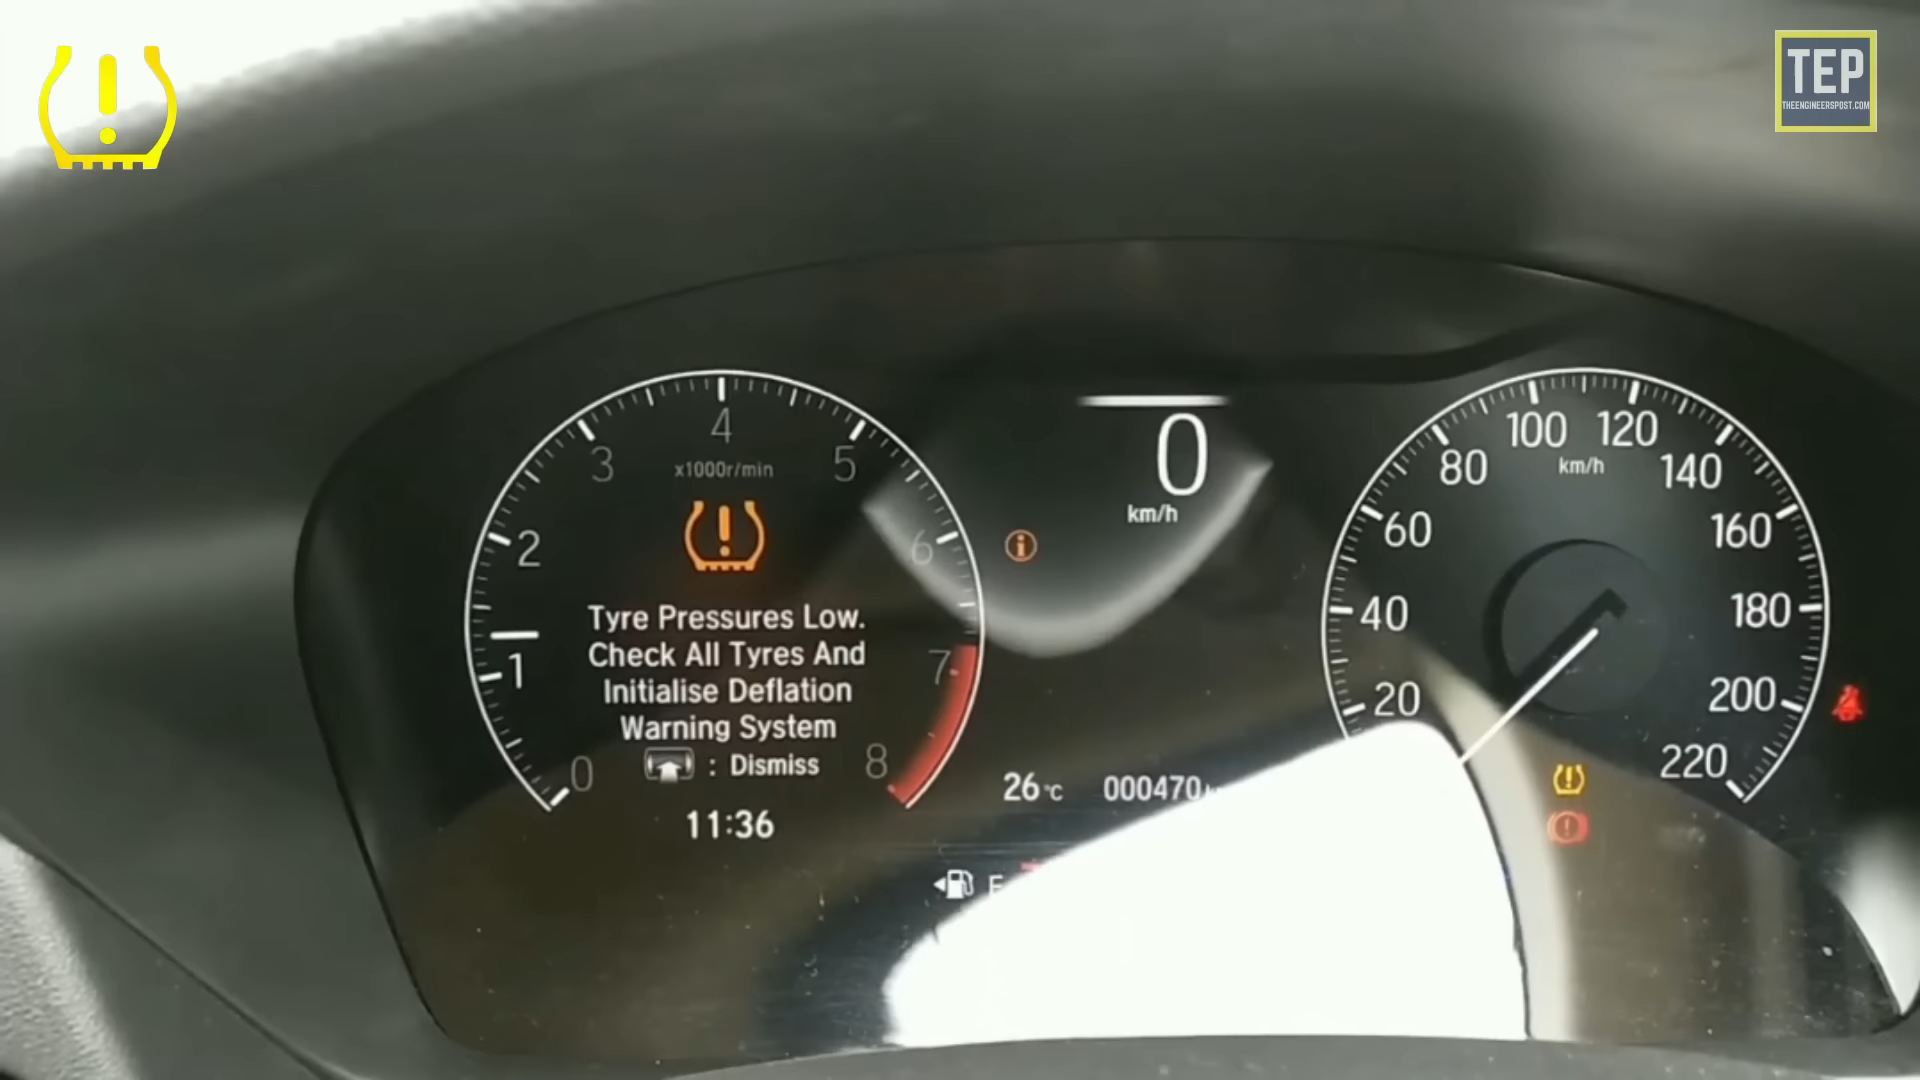 TEP
THEENGINEERSPOST.COM
4
3
5
x1000r/min
2
6
1
7
0
8
Tyre Pressures Low.
Check All Tyres And
Initialise Deflation
Warning System
: Dismiss
11:36
0
km/h
26°C
000470
100
120
km/h
80
140
60
160
40
180
20
200
220